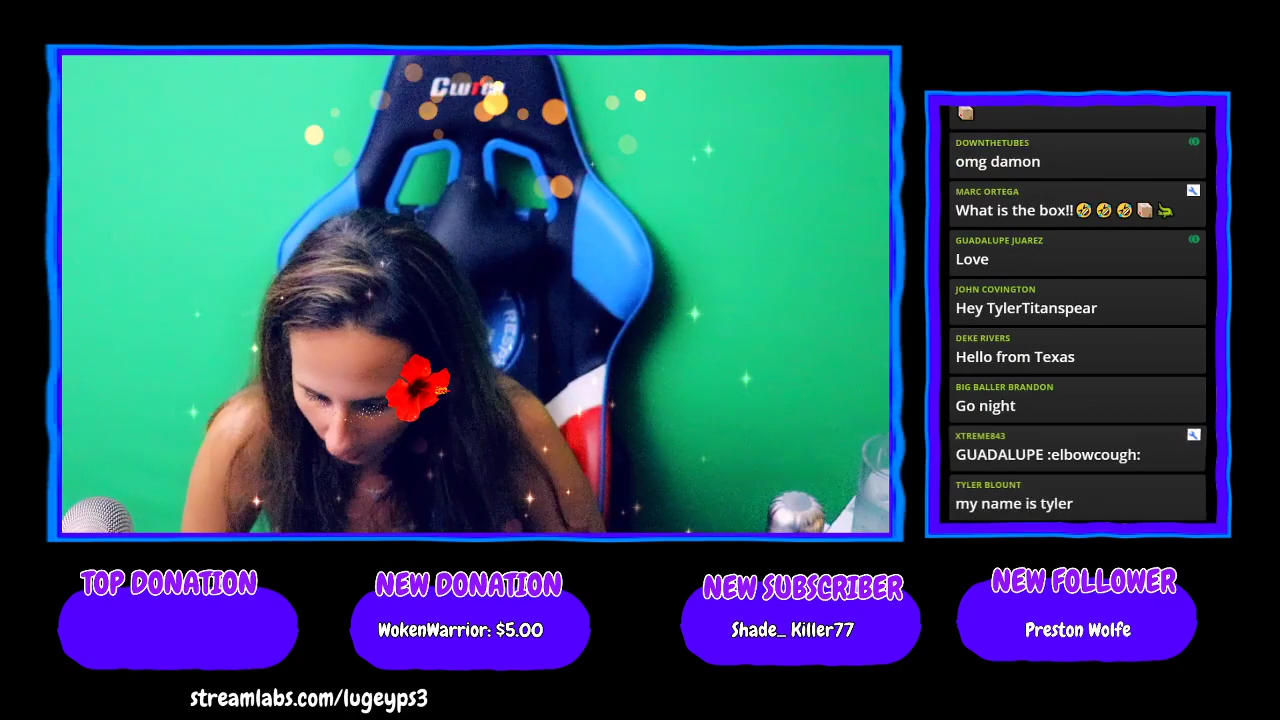 Cwtch
DOWNTHETUBES
omg damon
MARC ORTEGA
What is the box!!
GUADALUPE JUAREZ
Love
JOHN COVINGTON
Hey TylerTitanspear
DEKE RIVERS
Hello from Texas
BIG BALLER BRANDON
Go night
XTREME843
GUADALUPE :elbowcough:
TYLER BLOUNT
my name is tyler
TOP DONATION
NEW DONATION
WokenWarrior: $5.00
NEW SUBSCRIBER
Shade_ Killer77
NEW FOLLOWER
Preston Wolfe
streamlabs.com/lugeyps3